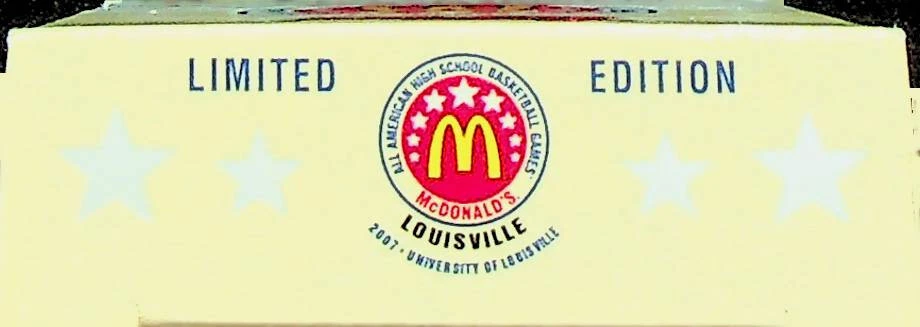 LIMITED EDITION
ALL AMERICAN HIGH SCHOOL BASKETBALL GAMES
McDONALD'S
LOUISVILLE
2007 · UNIVERSITY OF LOUISVILLE